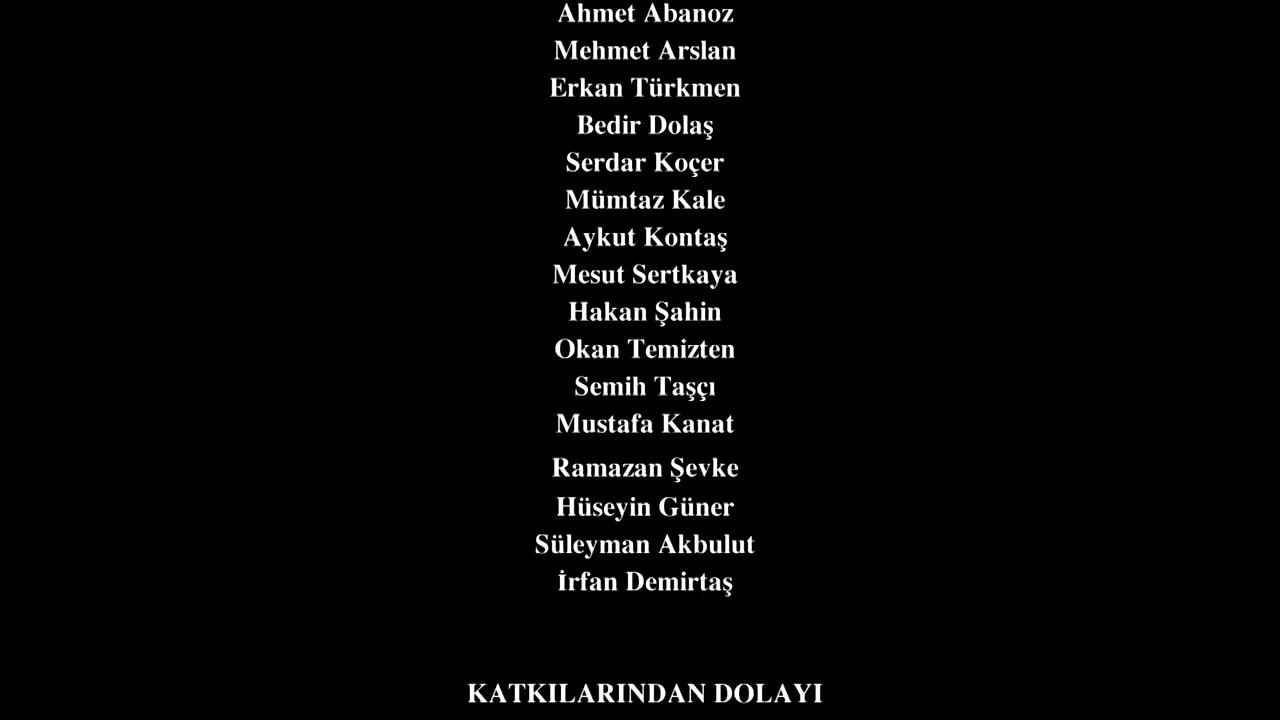 Ahmet Abanoz
Mehmet Arslan
Erkan Türkmen
Bedir Dolaş
Serdar Koçer
Mümtaz Kale
Aykut Kontaş
Mesut Sertkaya
Hakan Şahin
Okan Temizten
Semih Taşçı
Mustafa Kanat
Ramazan Şevke
Hüseyin Güner
Süleyman Akbulut
İrfan Demirtaş
KATKILARINDAN DOLAYI